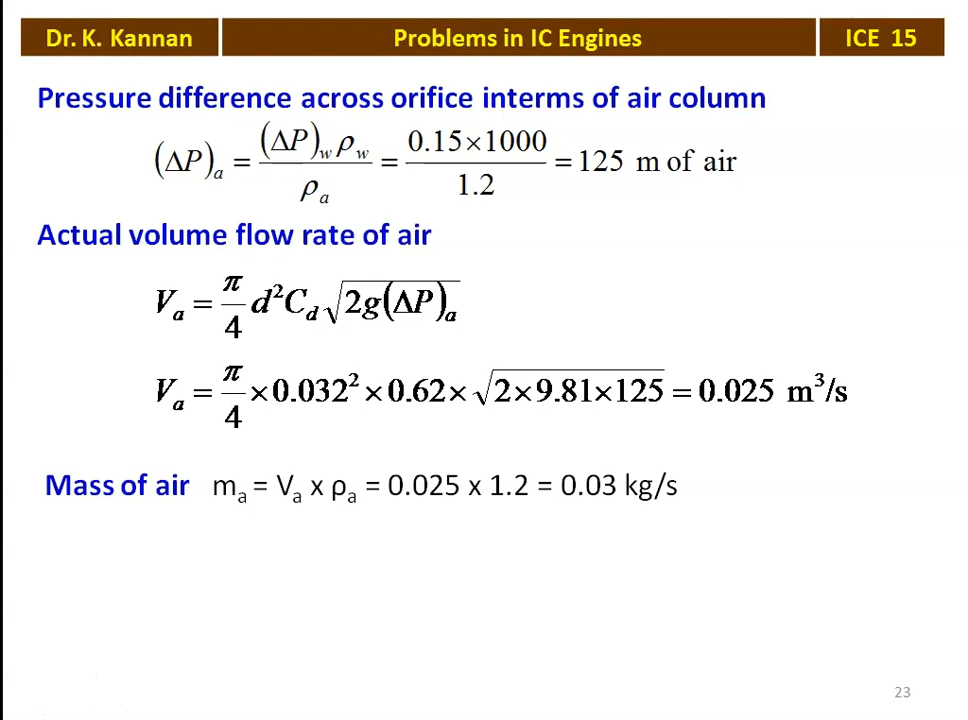 Dr. K. Kannan
Problems in IC Engines
ICE 15
Pressure difference across orifice interms of air column
(ΔP)ₐ = (ΔP)_w ρ_w / ρₐ = 0.15×1000 / 1.2 = 125 m of air
Actual volume flow rate of air
Vₐ = π/4 d² C_d √(2g(ΔP)ₐ)
Vₐ = π/4 ×0.032² ×0.62× √(2×9.81×125) = 0.025 m³/s
Mass of air mₐ = Vₐ x ρₐ = 0.025 x 1.2 = 0.03 kg/s
23